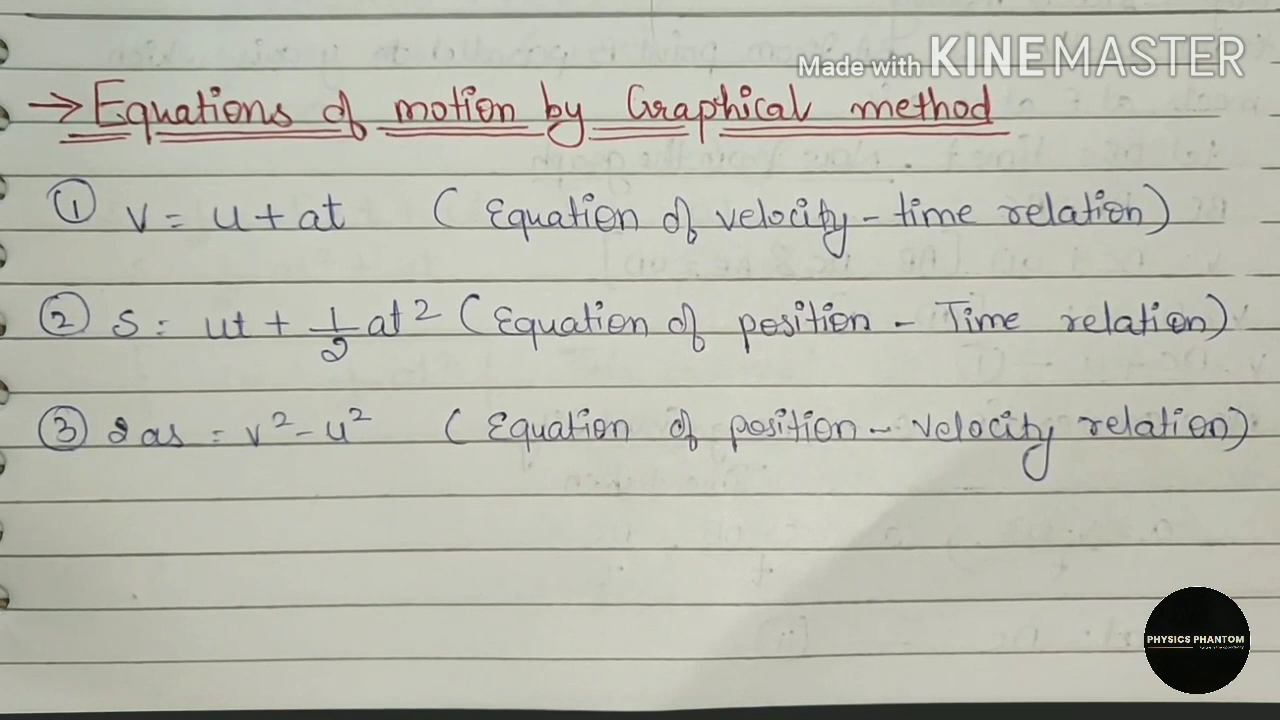 Made with KINEMASTER
→ Equations of motion by Graphical method
① v = u + at ( Equation of velocity - time relation )
② s = ut + 1/2 at² ( Equation of position - Time relation )
③ 2as = v² - u² ( Equation of position - velocity relation )
PHYSICS PHANTOM